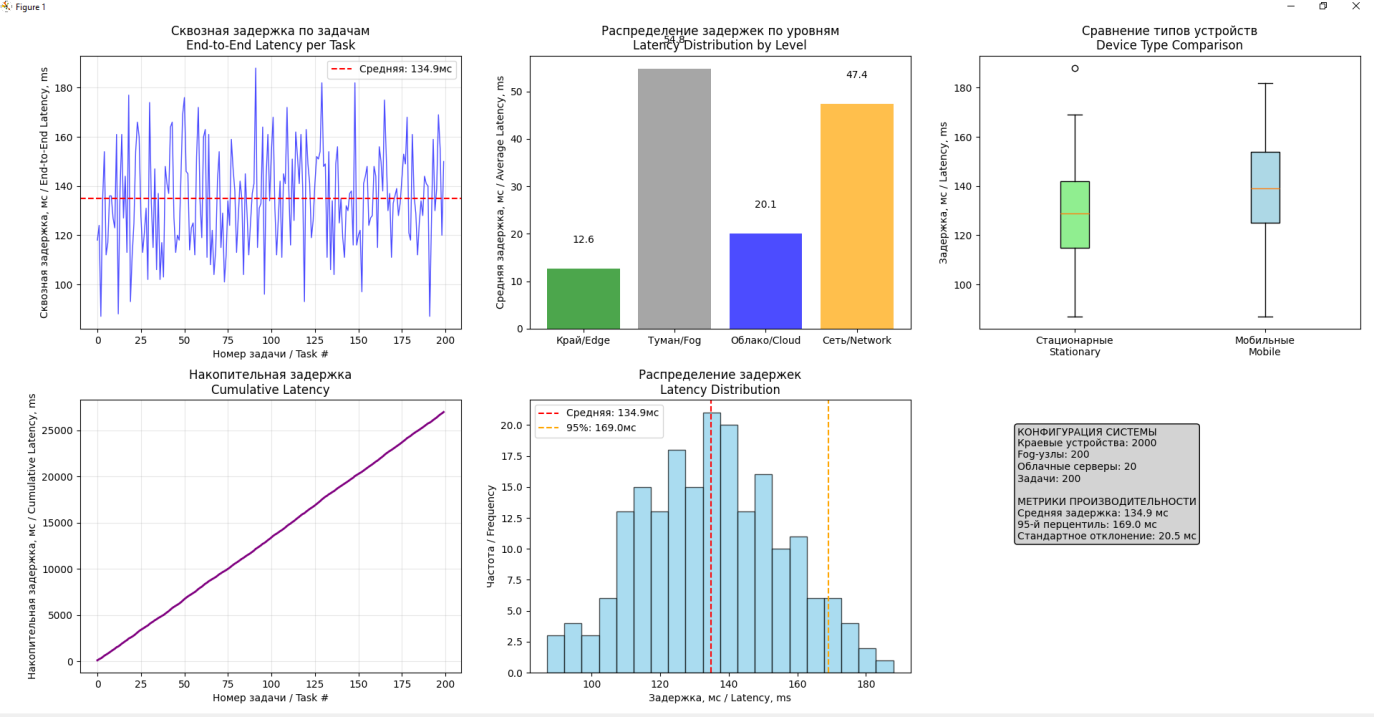 Figure 1
Сквозная задержка по задачам
End-to-End Latency per Task
Сквозная задержка, мс / End-to-End Latency, ms
180
160
140
120
100
Средняя: 134.9мс
0 25 50 75 100 125 150 175 200
Номер задачи / Task #
Распределение задержек по уровням
Latency Distribution by Level
Средняя задержка, мс / Average Latency, ms
50
40
30
20
10
0
12.6
54.8
20.1
47.4
Край/Edge Туман/Fog Облако/Cloud Сеть/Network
Сравнение типов устройств
Device Type Comparison
Задержка, мс / Latency, ms
180
160
140
120
100
Стационарные
Stationary
Мобильные
Mobile
Накопительная задержка
Cumulative Latency
Накопительная задержка, мс / Cumulative Latency, ms
25000
20000
15000
10000
5000
0
0 25 50 75 100 125 150 175 200
Номер задачи / Task #
Распределение задержек
Latency Distribution
Частота / Frequency
20.0
17.5
15.0
12.5
10.0
7.5
5.0
2.5
0.0
Средняя: 134.9мс
95%: 169.0мс
100 120 140 160 180
Задержка, мс / Latency, ms
КОНФИГУРАЦИЯ СИСТЕМЫ
Краевые устройства: 2000
Fog-узлы: 200
Облачные серверы: 20
Задачи: 200
МЕТРИКИ ПРОИЗВОДИТЕЛЬНОСТИ
Средняя задержка: 134.9 мс
95-й перцентиль: 169.0 мс
Стандартное отклонение: 20.5 мс